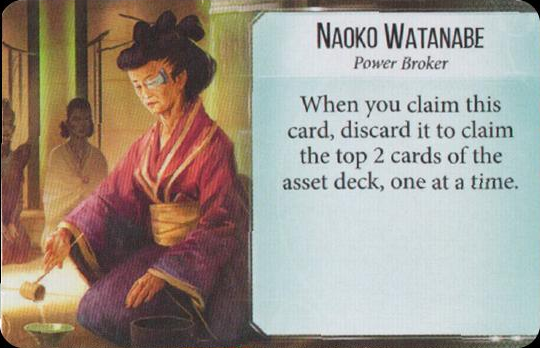 NAOKO WATANABE
Power Broker
When you claim this
card, discard it to claim
the top 2 cards of the
asset deck, one at a time.